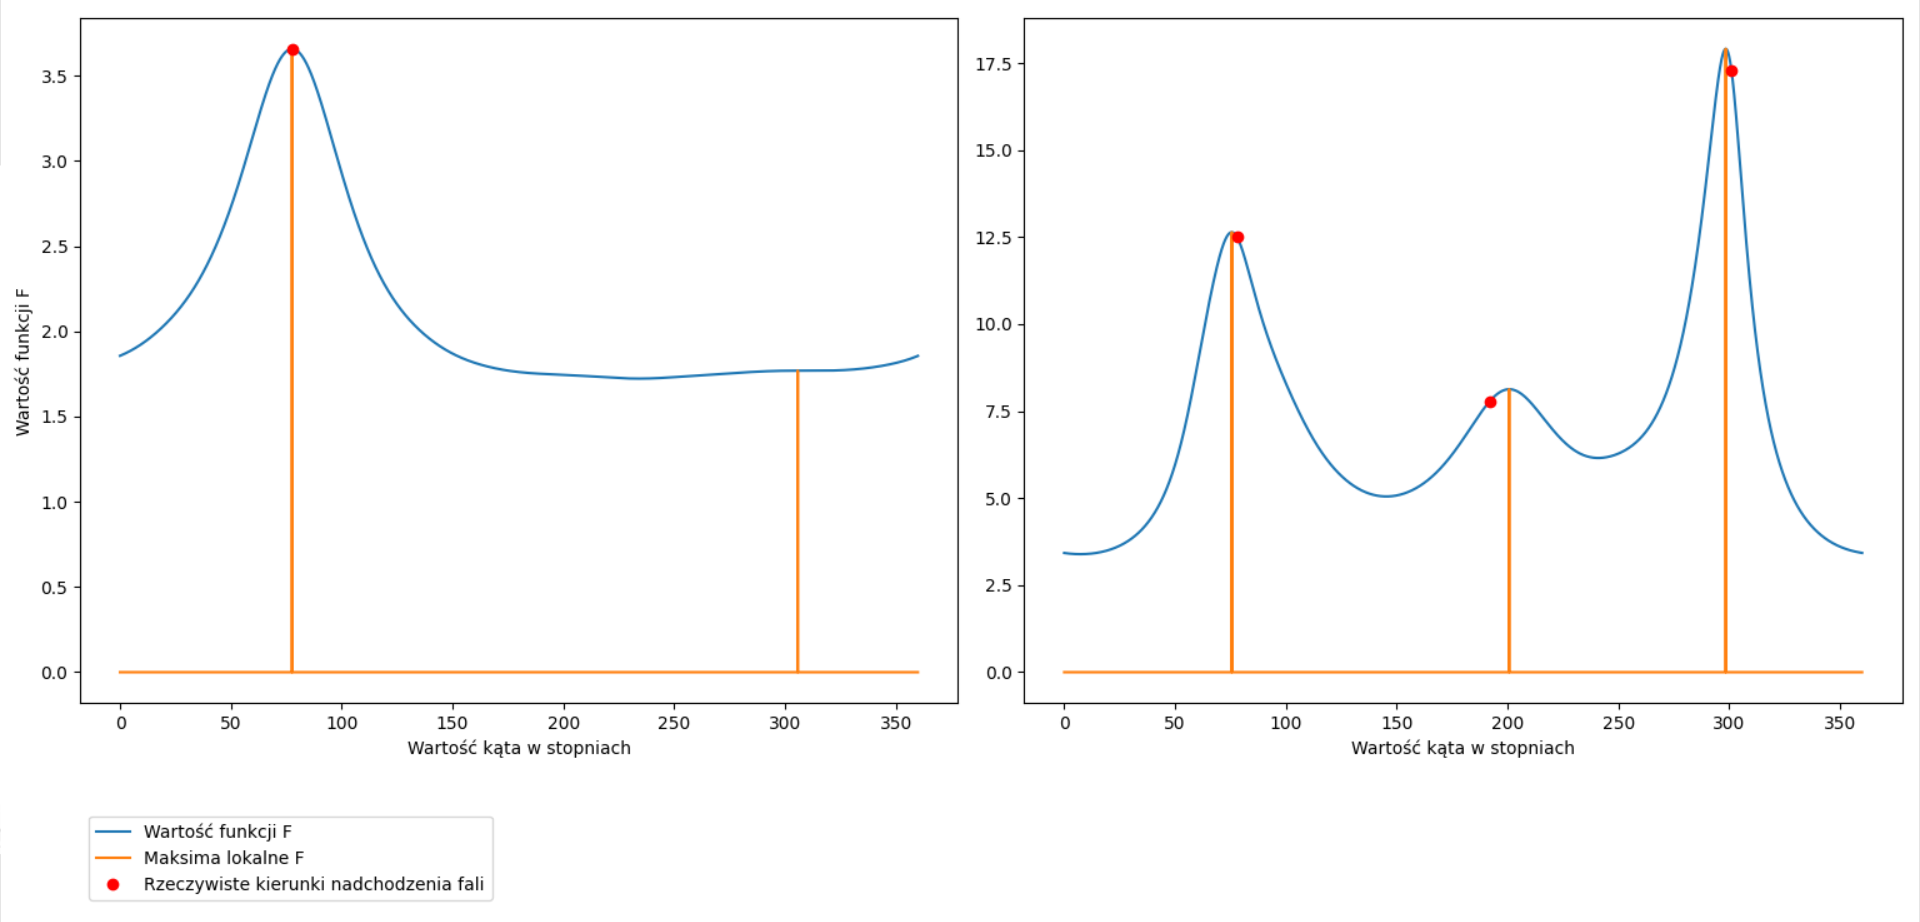 Wartość funkcji F
3.5
3.0
2.5
2.0
1.5
1.0
0.5
0.0
0 50 100 150 200 250 300 350
Wartość kąta w stopniach
17.5
15.0
12.5
10.0
7.5
5.0
2.5
0.0
0 50 100 150 200 250 300 350
Wartość kąta w stopniach
Wartość funkcji F
Maksima lokalne F
Rzeczywiste kierunki nadchodzenia fali